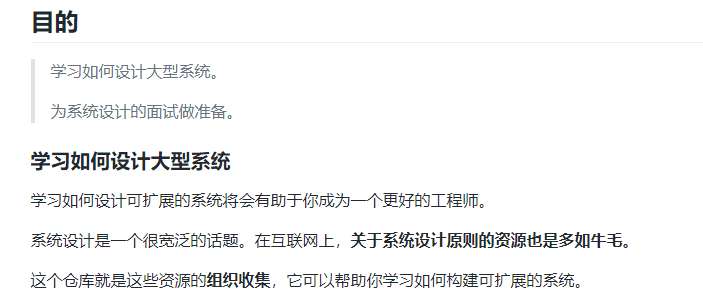 目的
学习如何设计大型系统。
为系统设计的面试做准备。
学习如何设计大型系统
学习如何设计可扩展的系统将会有助于你成为一个更好的工程师。
系统设计是一个很宽泛的话题。在互联网上，关于系统设计原则的资源也是多如牛毛。
这个仓库就是这些资源的组织收集，它可以帮助你学习如何构建可扩展的系统。